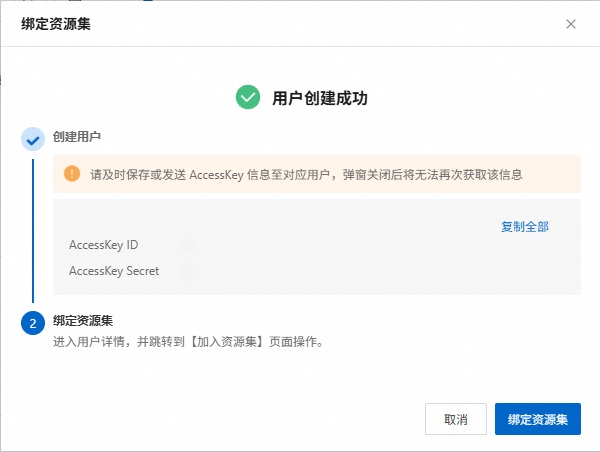 绑定资源集
用户创建成功
创建用户
请及时保存或发送 AccessKey 信息至对应用户，弹窗关闭后将无法再次获取该信息
复制全部
AccessKey ID
AccessKey Secret
2 绑定资源集
进入用户详情，并跳转到【加入资源集】页面操作。
取消 绑定资源集